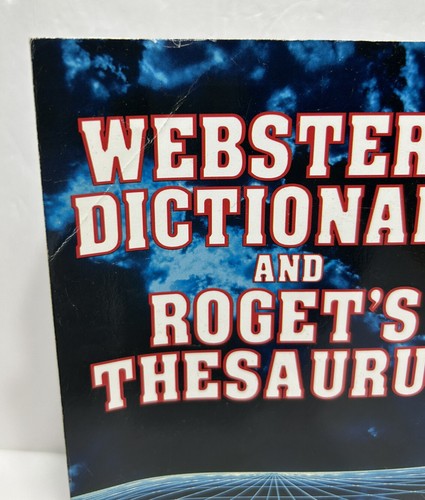 WEBSTER
DICTIONA
AND
ROGET'S
THESAURU